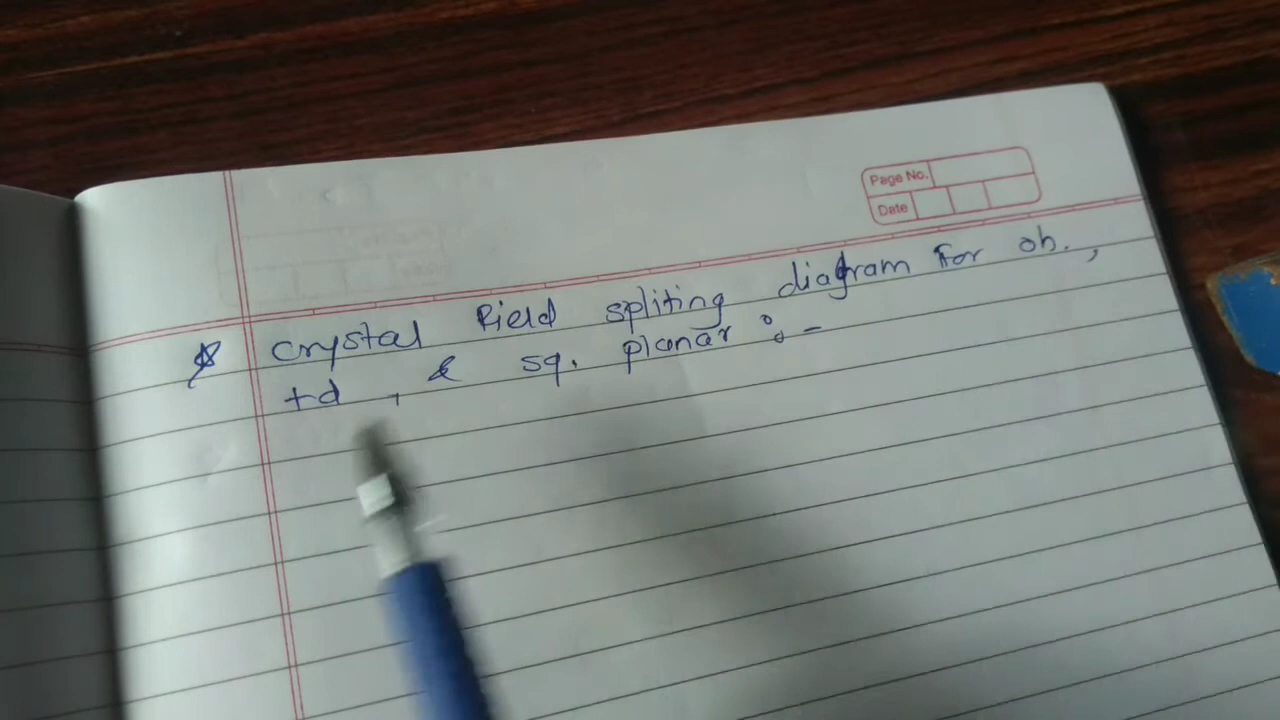 Page No.
Date
crystal field spliting diagram for oh.,
td , & sq. planar :-